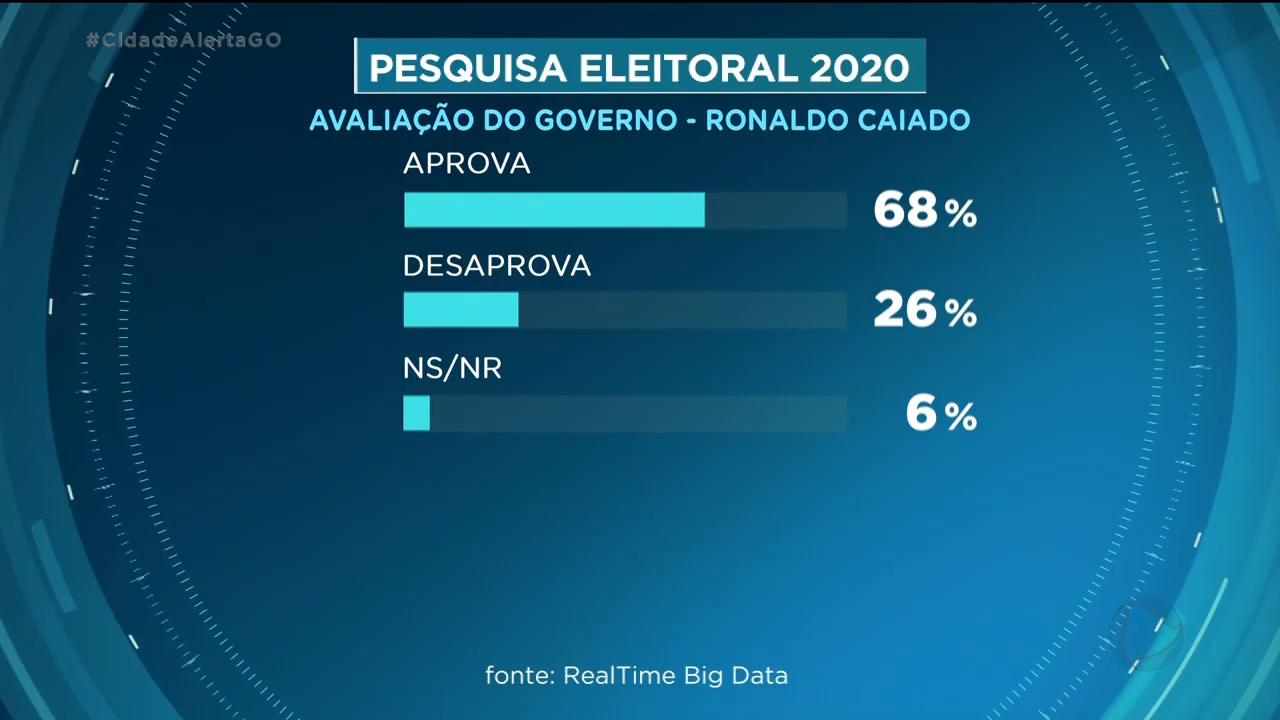 #CidadeAlertaGO
PESQUISA ELEITORAL 2020
AVALIAÇÃO DO GOVERNO - RONALDO CAIADO
APROVA
68%
DESAPROVA
26%
NS/NR
6%
fonte: RealTime Big Data